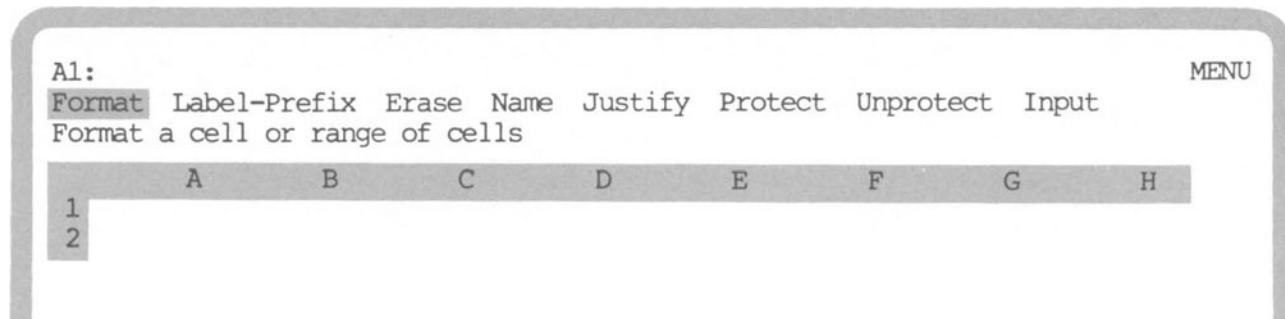 A1: MENU
Format Label-Prefix Erase Name Justify Protect Unprotect Input
Format a cell or range of cells
A B C D E F G H
1
2